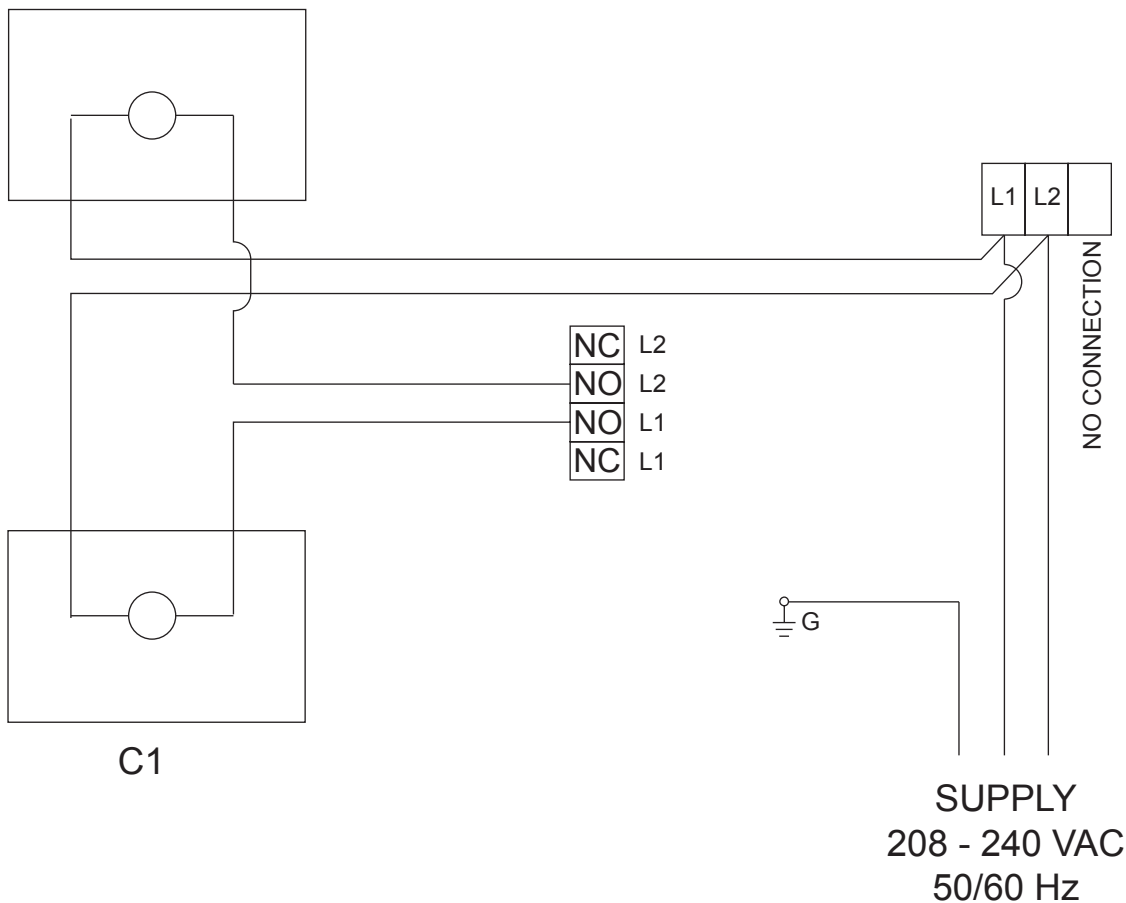 L1 L2
NO CONNECTION
NC L2
NO L2
NO L1
NC L1
G
C1
SUPPLY
208 - 240 VAC
50/60 Hz